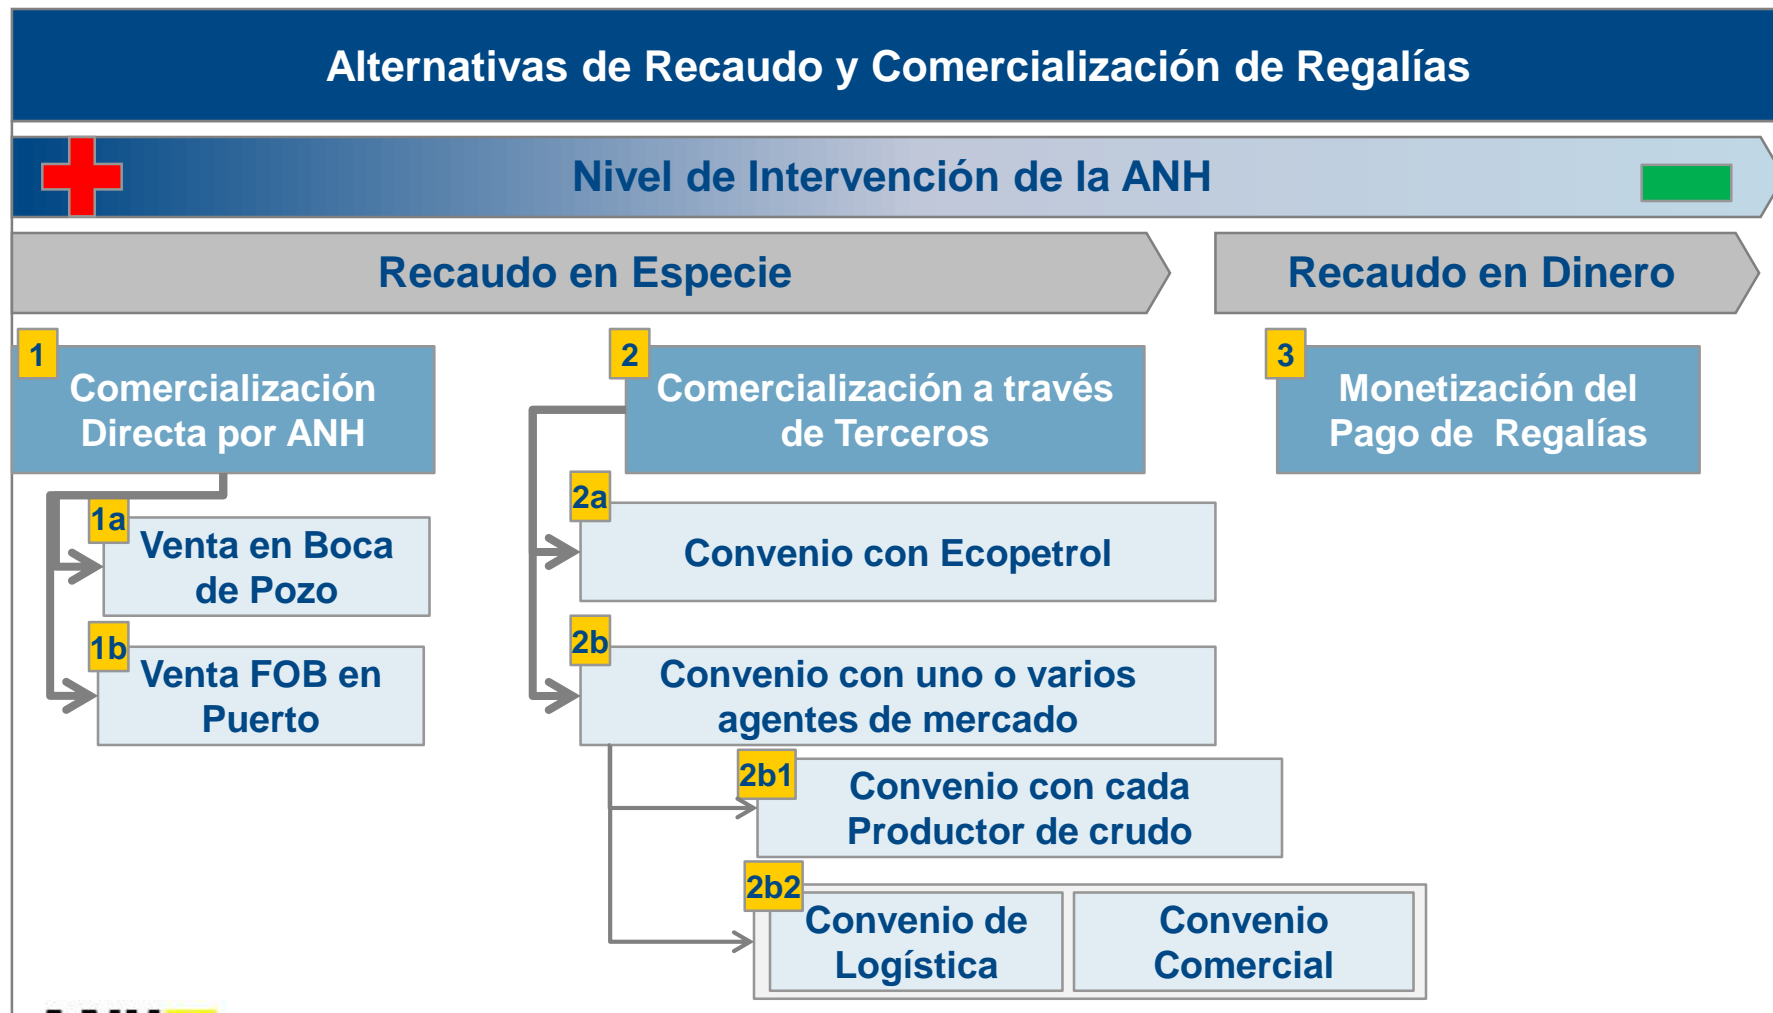 Alternativas de Recaudo y Comercialización de Regalías
Nivel de Intervención de la ANH
Recaudo en Especie
Recaudo en Dinero
1
Comercialización
Directa por ANH
1a
Venta en Boca
de Pozo
1b
Venta FOB en
Puerto
2
Comercialización a través
de Terceros
2a
Convenio con Ecopetrol
2b
Convenio con uno o varios
agentes de mercado
2b1
Convenio con cada
Productor de crudo
2b2
Convenio de
Logística
Convenio
Comercial
3
Monetización del
Pago de Regalías